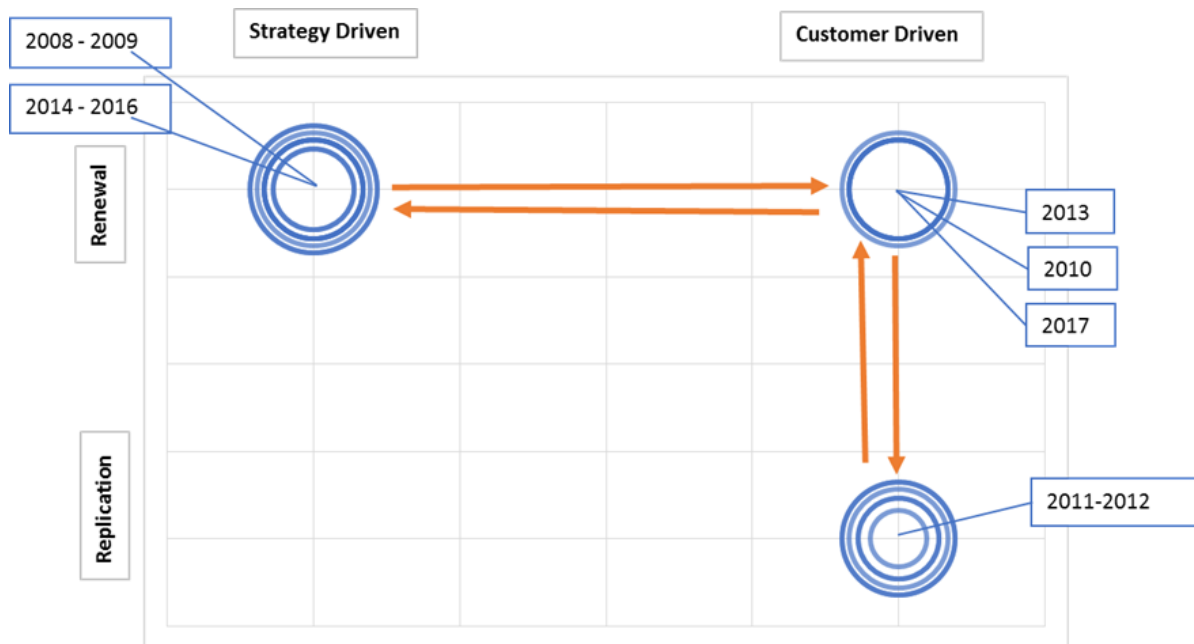 Strategy Driven
Customer Driven
2008 - 2009
2014 - 2016
Renewal
2013
2010
2017
Replication
2011-2012